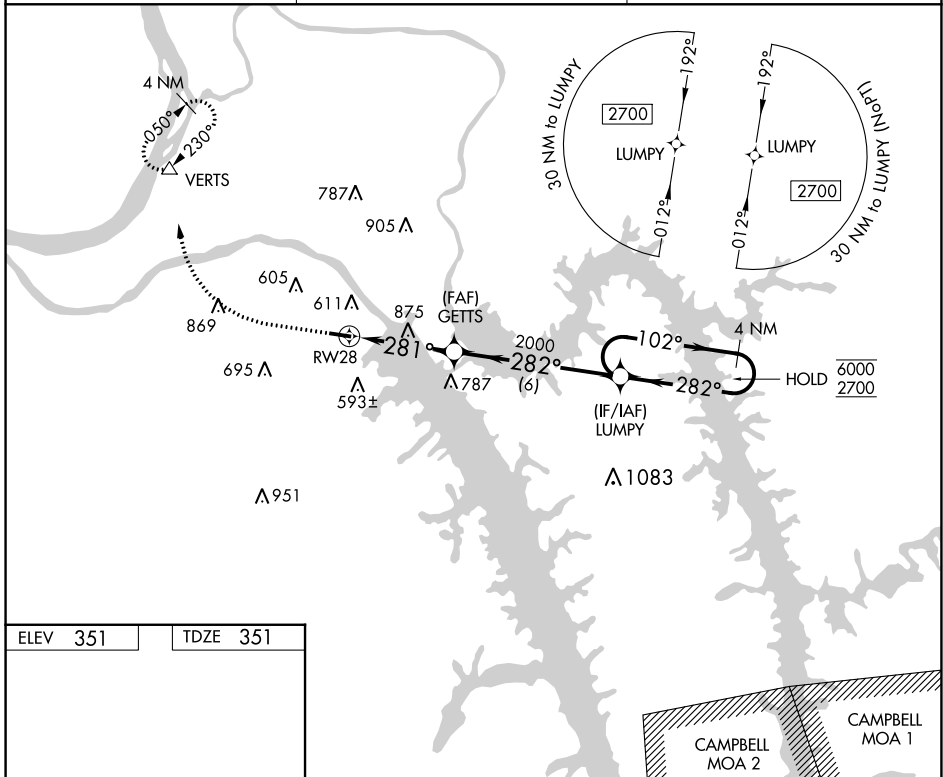 4 NM
050°
230°
VERTS
30 NM to LUMPY
192°
2700
LUMPY
012°
192°
LUMPY
2700
012°
30 NM to LUMPY (NoPT)
787
905
605
611
869
875
(FAF)
GETTS
RW28
281°
2000
282°
(6)
695
593±
787
102°
4 NM
282°
HOLD
6000
2700
(IF/IAF)
LUMPY
1083
951
ELEV 351
TDZE 351
CAMPBELL
MOA 2
CAMPBELL
MOA 1